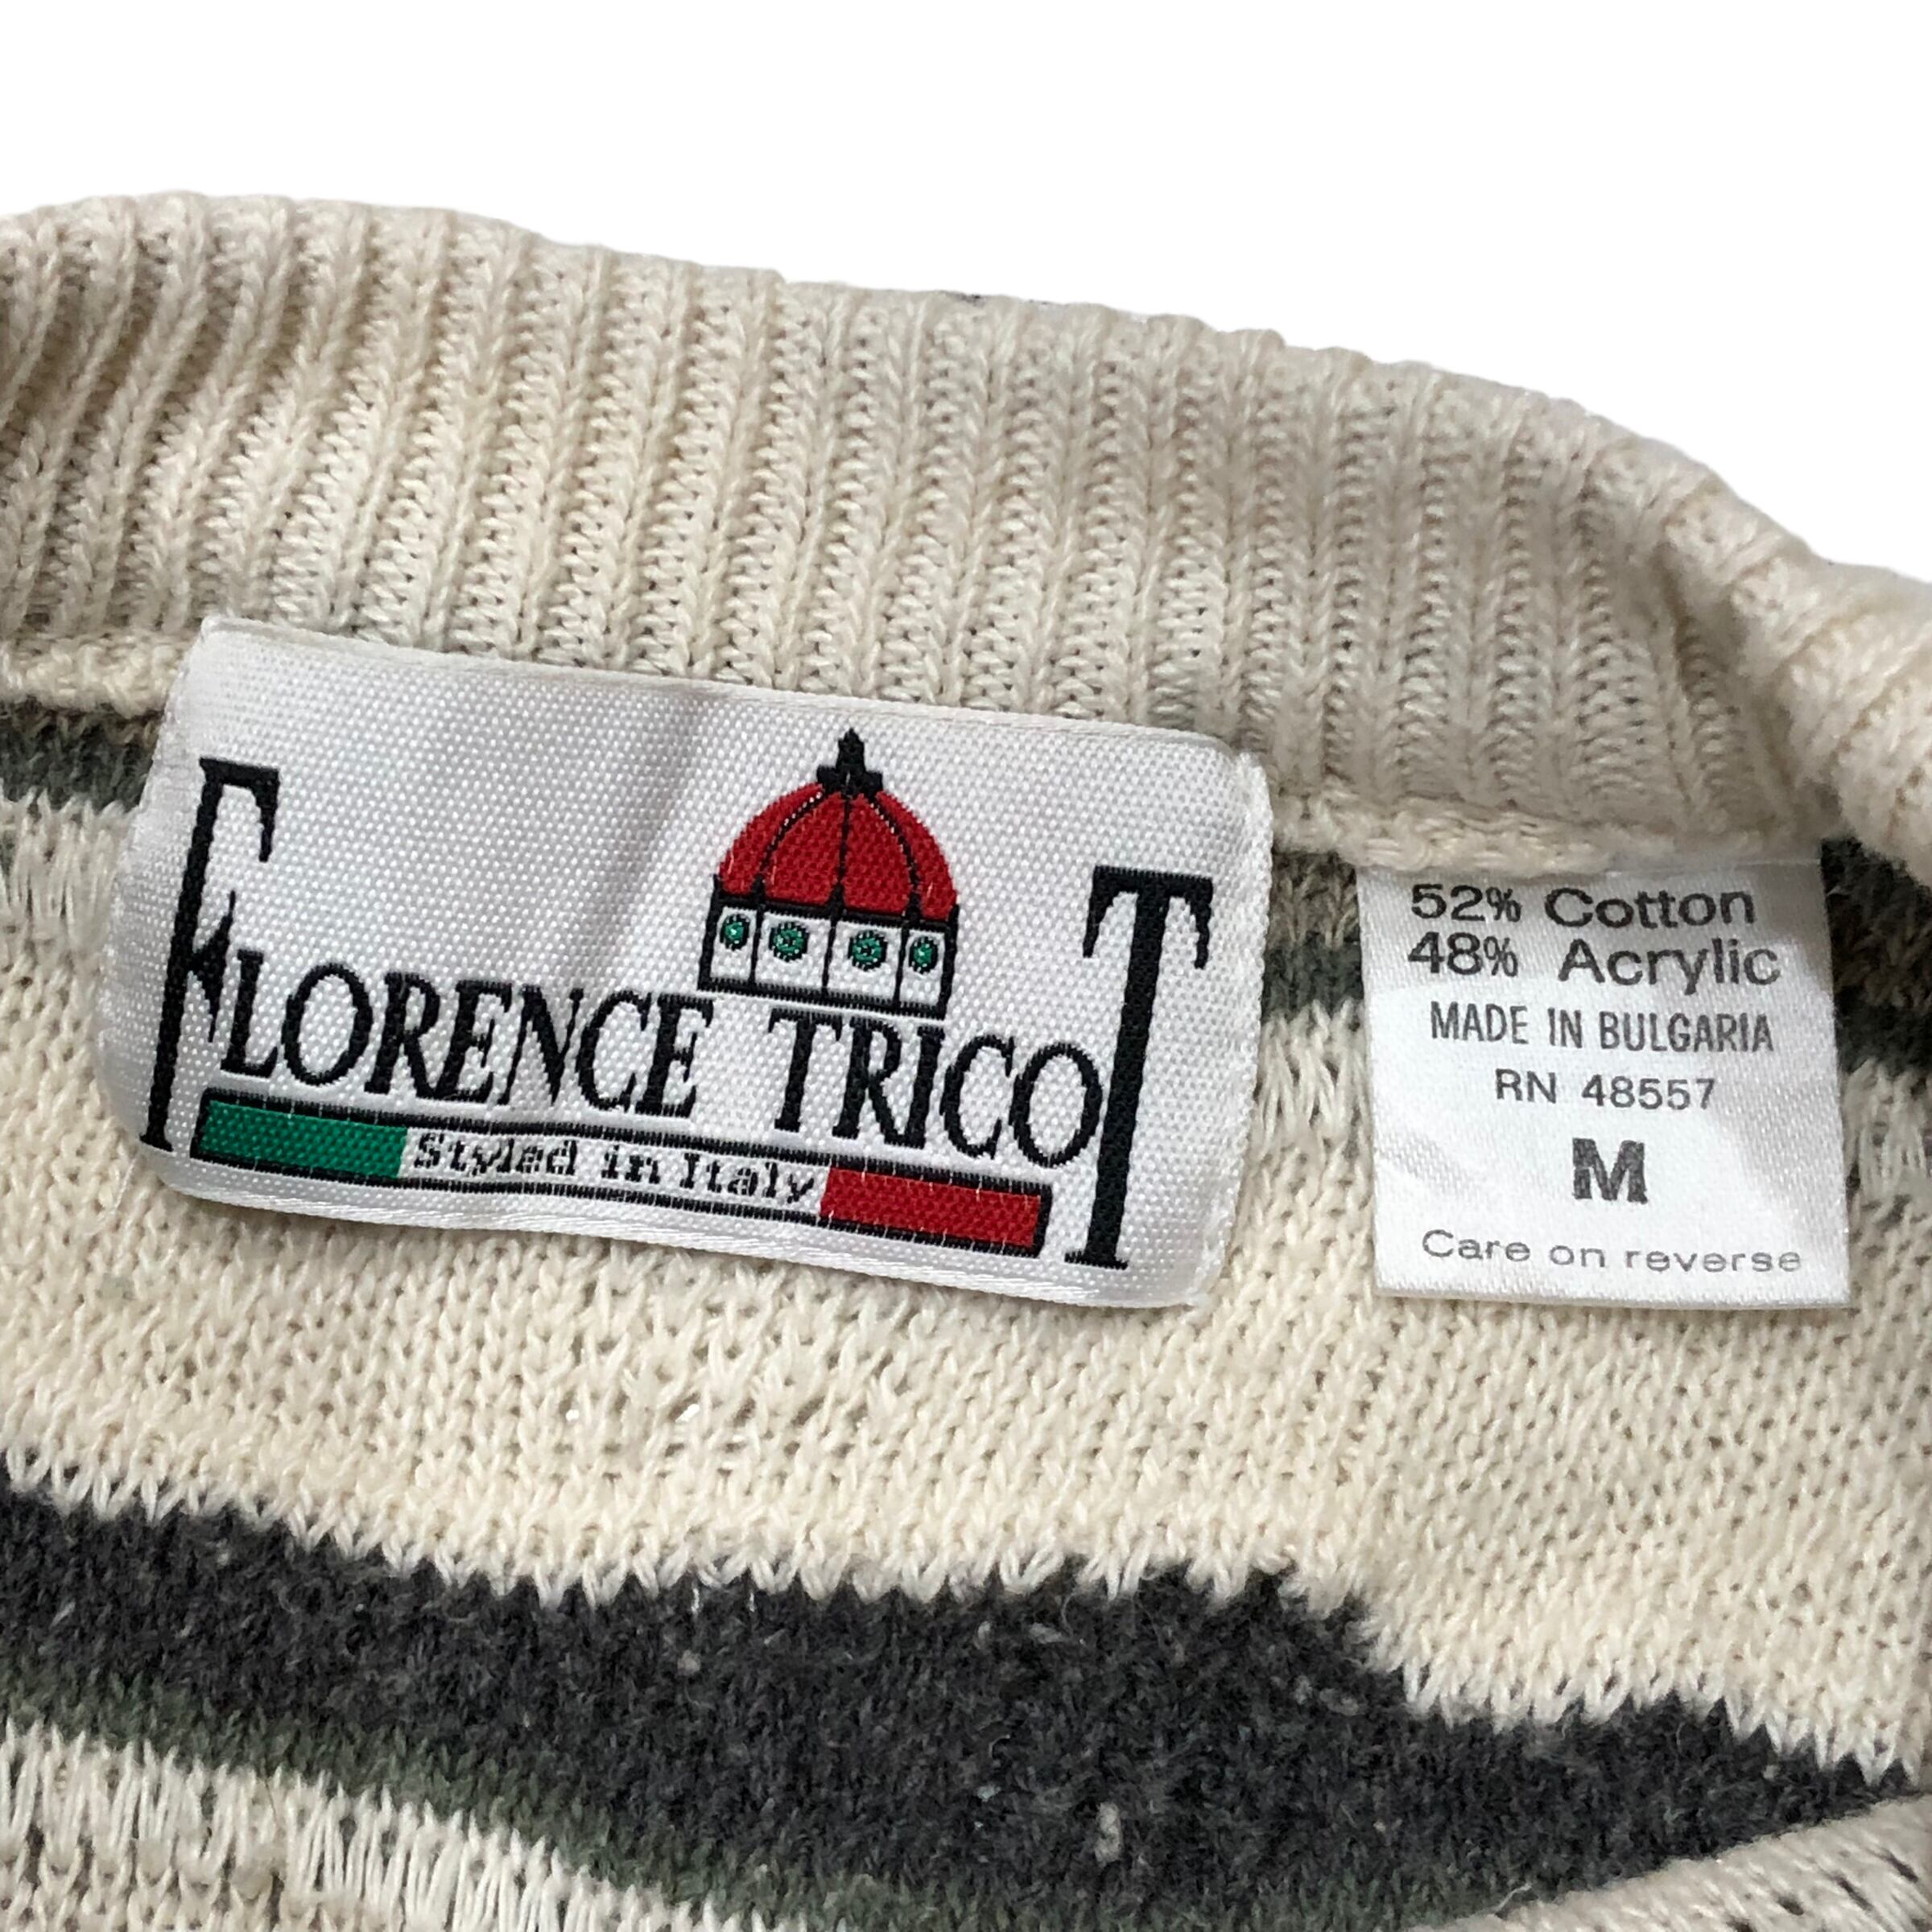 FLORENCE TRICOT
Styled in Italy
52% Cotton
48% Acrylic
MADE IN BULGARIA
RN 48557
M
Care on reverse